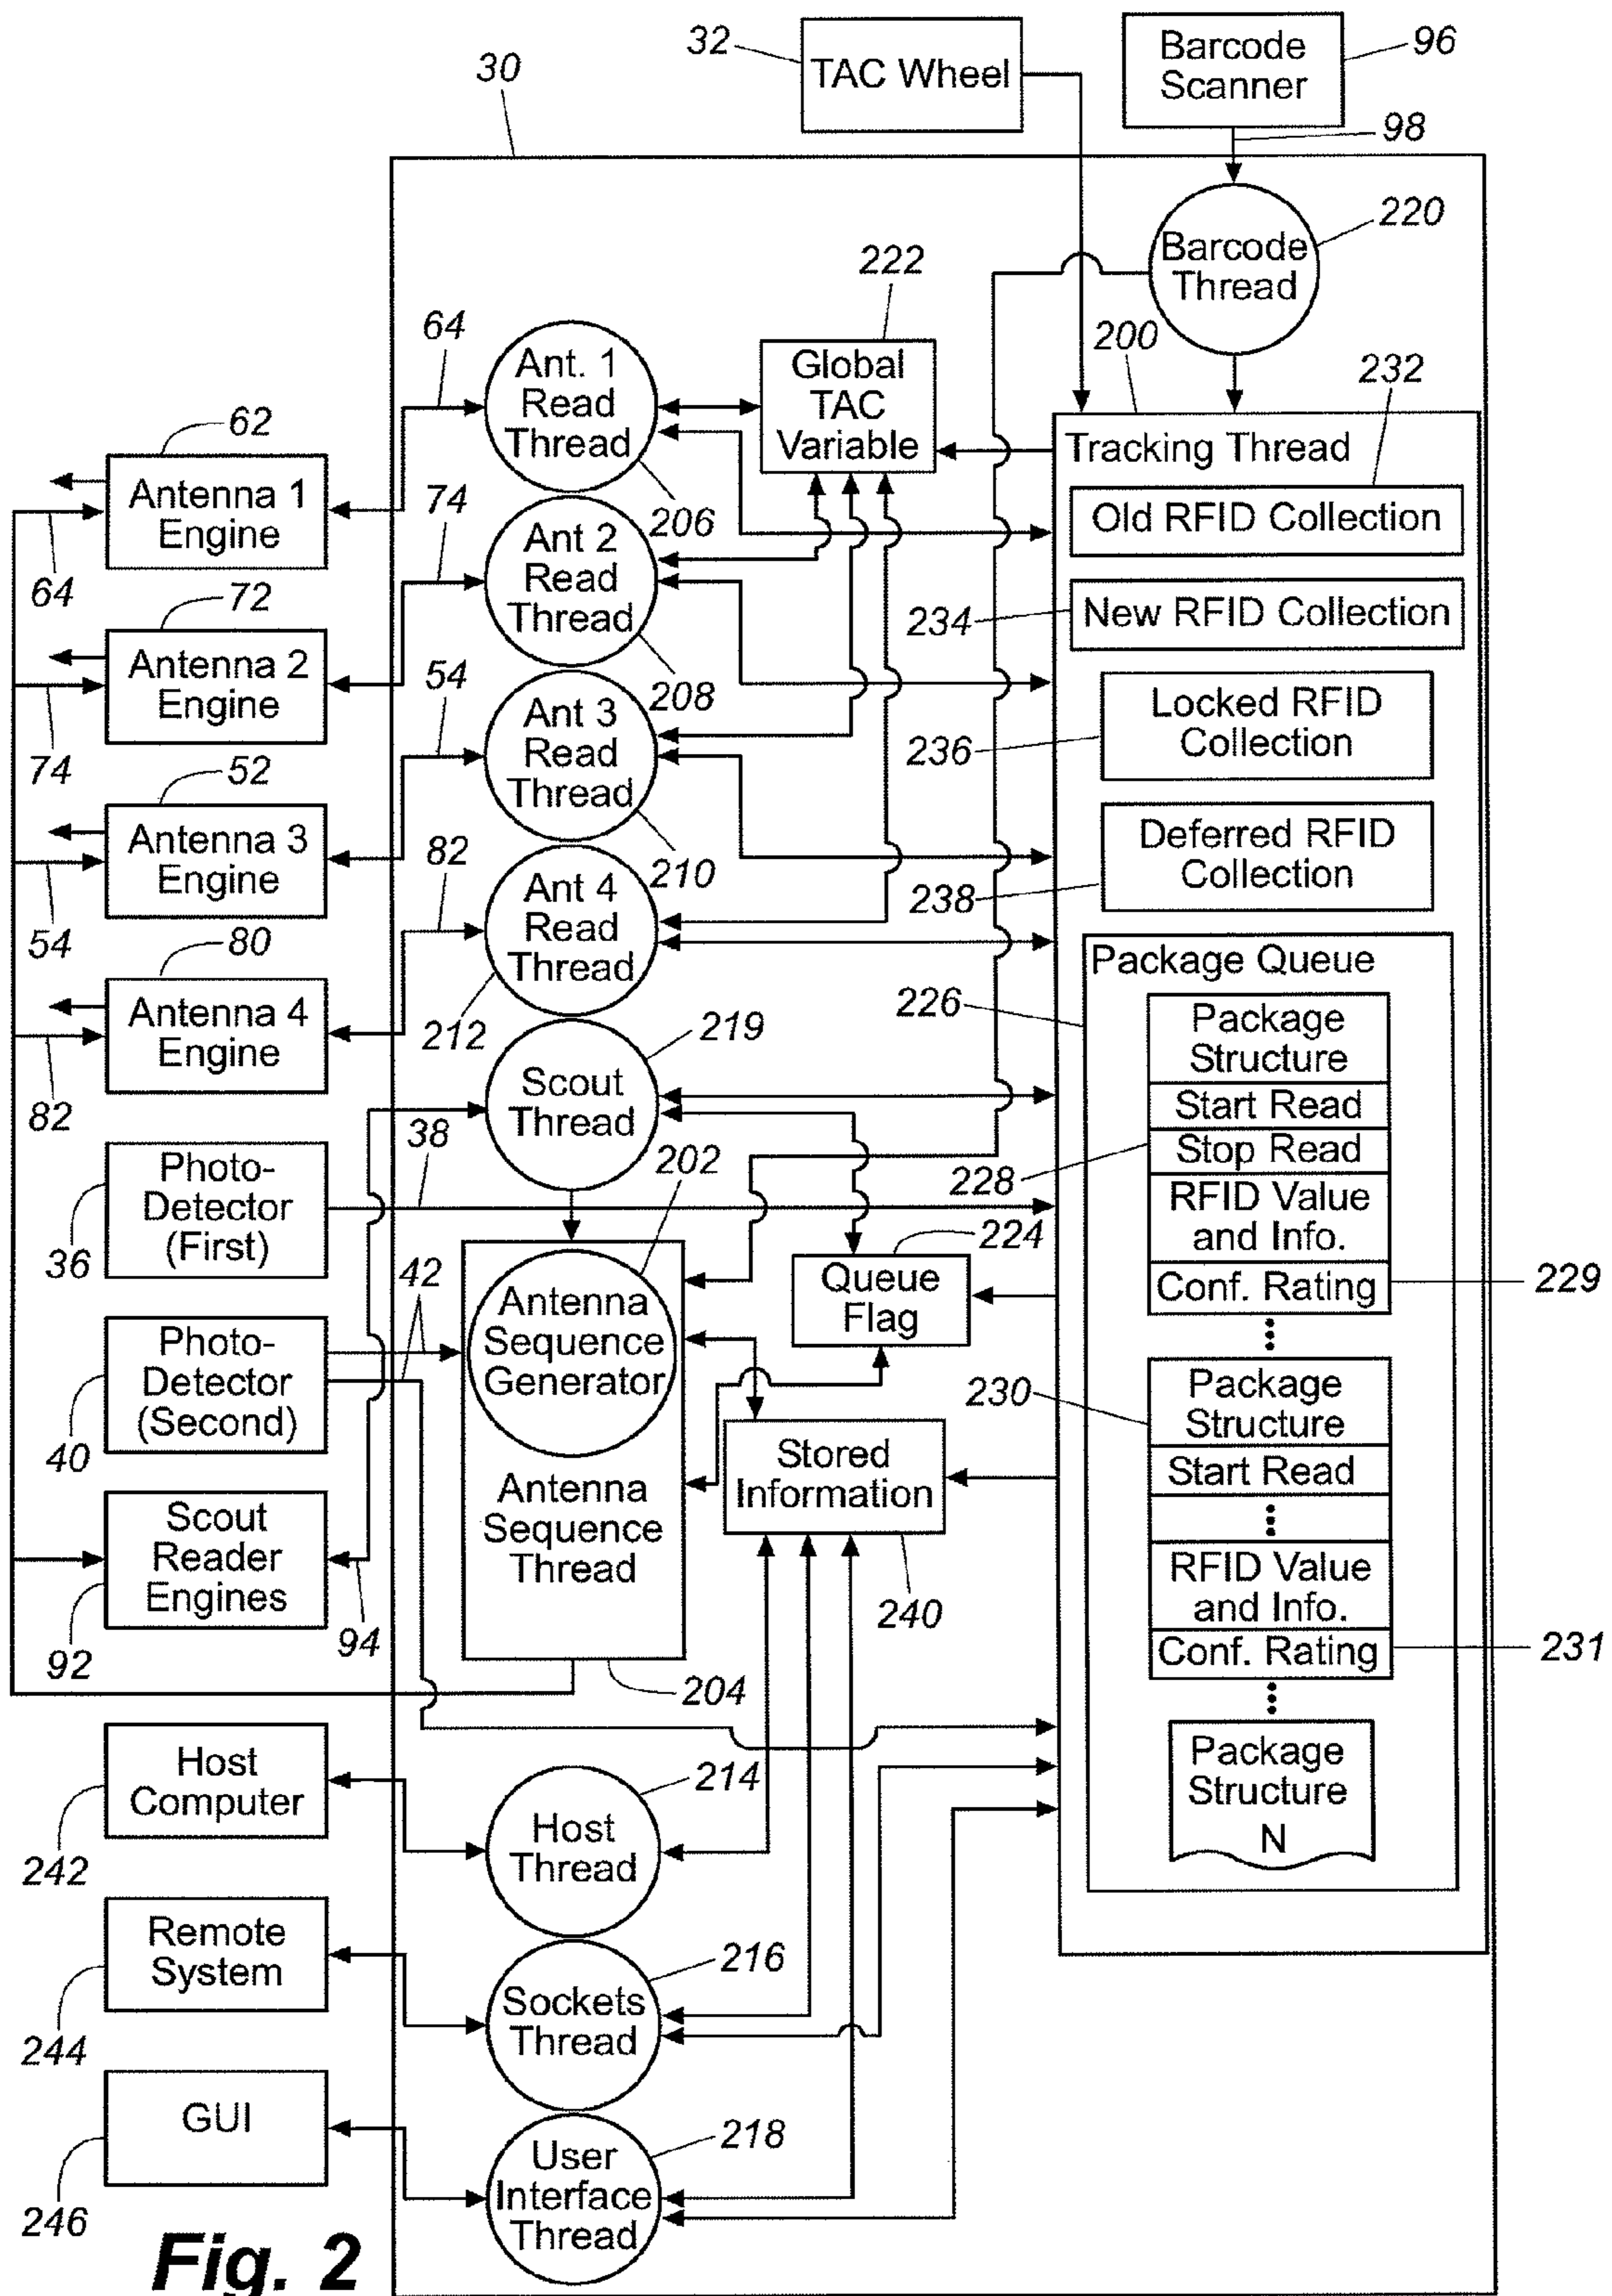 32
TAC Wheel
Barcode
Scanner
96
30
98
Barcode
Thread
220
222
Global
TAC
Variable
64
Ant. 1
Read
Thread
206
200
232
Tracking Thread
Old RFID Collection
62
Antenna 1
Engine
64
74
Ant 2
Read
Thread
208
234
New RFID Collection
72
Antenna 2
Engine
74
54
Ant 3
Read
Thread
210
236
Locked RFID
Collection
52
Antenna 3
Engine
54
82
Ant 4
Read
Thread
212
238
Deferred RFID
Collection
80
Antenna 4
Engine
82
219
Scout
Thread
226
Package Queue
Package
Structure
Start Read
Stop Read
228
RFID Value
and Info.
Conf. Rating
229
38
Photo-
Detector
(First)
36
202
224
Queue
Flag
42
Antenna
Sequence
Generator
Photo-
Detector
(Second)
40
230
Package
Structure
Start Read
RFID Value
and Info.
Conf. Rating
231
Stored
Information
240
Antenna
Sequence
Thread
204
Scout
Reader
Engines
92
94
Package
Structure
N
Host
Computer
242
214
Host
Thread
Remote
System
244
216
Sockets
Thread
GUI
246
218
User
Interface
Thread
Fig. 2